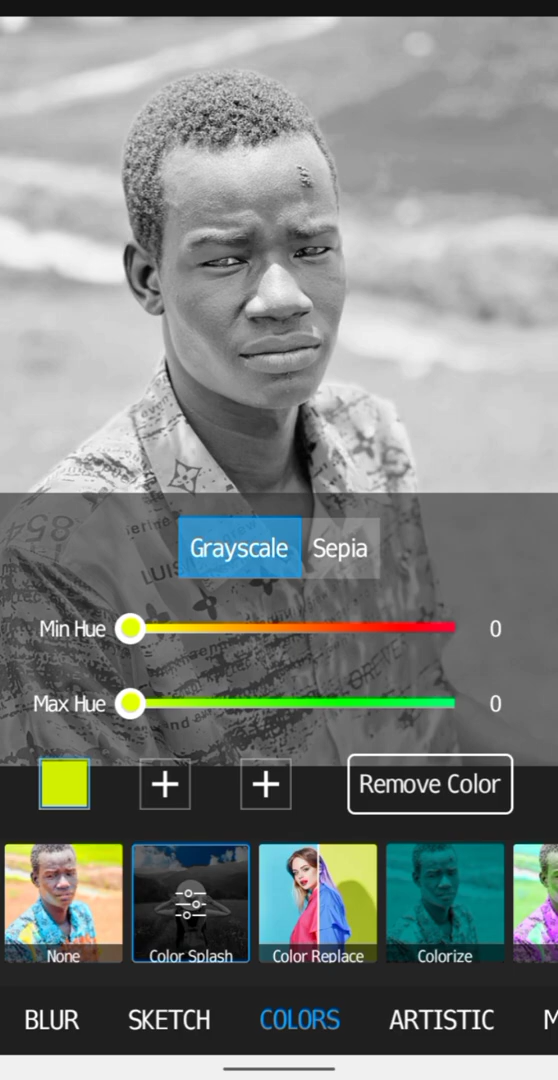 Grayscale Sepia
Min Hue 0
Max Hue 0
+ + Remove Color
None Color Splash Color Replace Colorize
BLUR SKETCH COLORS ARTISTIC M